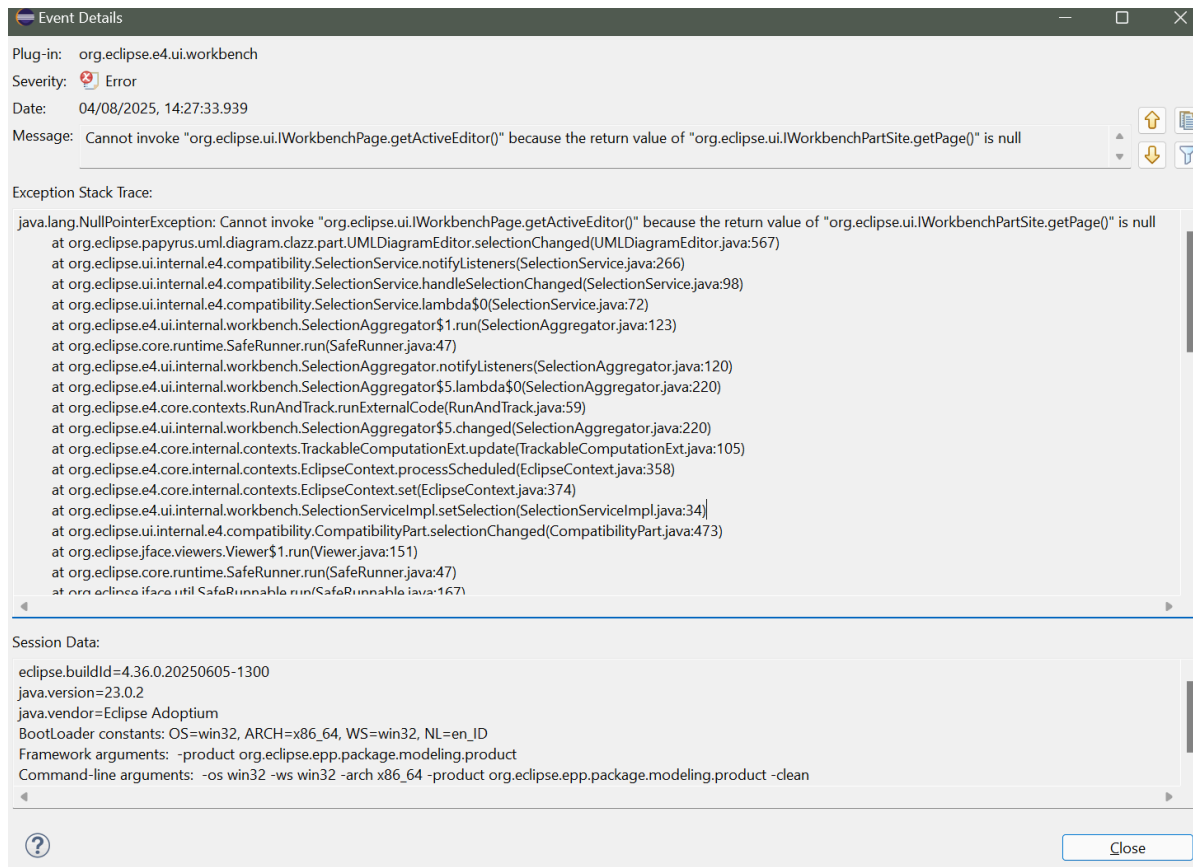 Event Details
Plug-in: org.eclipse.e4.ui.workbench
Severity: Error
Date: 04/08/2025, 14:27:33.939
Message: Cannot invoke "org.eclipse.ui.IWorkbenchPage.getActiveEditor()" because the return value of "org.eclipse.ui.IWorkbenchPartSite.getPage()" is null
Exception Stack Trace:
java.lang.NullPointerException: Cannot invoke "org.eclipse.ui.IWorkbenchPage.getActiveEditor()" because the return value of "org.eclipse.ui.IWorkbenchPartSite.getPage()" is null
at org.eclipse.papyrus.uml.diagram.clazz.part.UMLDiagramEditor.selectionChanged(UMLDiagramEditor.java:567)
at org.eclipse.ui.internal.e4.compatibility.SelectionService.notifyListeners(SelectionService.java:266)
at org.eclipse.ui.internal.e4.compatibility.SelectionService.handleSelectionChanged(SelectionService.java:98)
at org.eclipse.ui.internal.e4.compatibility.SelectionService.lambda$0(SelectionService.java:72)
at org.eclipse.e4.ui.internal.workbench.SelectionAggregator$1.run(SelectionAggregator.java:123)
at org.eclipse.core.runtime.SafeRunner.run(SafeRunner.java:47)
at org.eclipse.e4.ui.internal.workbench.SelectionAggregator.notifyListeners(SelectionAggregator.java:120)
at org.eclipse.e4.ui.internal.workbench.SelectionAggregator$5.lambda$0(SelectionAggregator.java:220)
at org.eclipse.e4.core.contexts.RunAndTrack.runExternalCode(RunAndTrack.java:59)
at org.eclipse.e4.ui.internal.workbench.SelectionAggregator$5.changed(SelectionAggregator.java:220)
at org.eclipse.e4.core.internal.contexts.TrackableComputationExt.update(TrackableComputationExt.java:105)
at org.eclipse.e4.core.internal.contexts.EclipseContext.processScheduled(EclipseContext.java:358)
at org.eclipse.e4.core.internal.contexts.EclipseContext.set(EclipseContext.java:374)
at org.eclipse.e4.ui.internal.workbench.SelectionServiceImpl.setSelection(SelectionServiceImpl.java:34)
at org.eclipse.ui.internal.e4.compatibility.CompatibilityPart.selectionChanged(CompatibilityPart.java:473)
at org.eclipse.jface.viewers.Viewer$1.run(Viewer.java:151)
at org.eclipse.core.runtime.SafeRunner.run(SafeRunner.java:47)
at org.eclipse.jface.util.SafeRunnable.run(SafeRunnable.java:167)
Session Data:
eclipse.buildId=4.36.0.20250605-1300
java.version=23.0.2
java.vendor=Eclipse Adoptium
BootLoader constants: OS=win32, ARCH=x86_64, WS=win32, NL=en_ID
Framework arguments:  -product org.eclipse.epp.package.modeling.product
Command-line arguments:  -os win32 -ws win32 -arch x86_64 -product org.eclipse.epp.package.modeling.product -clean
?
Close